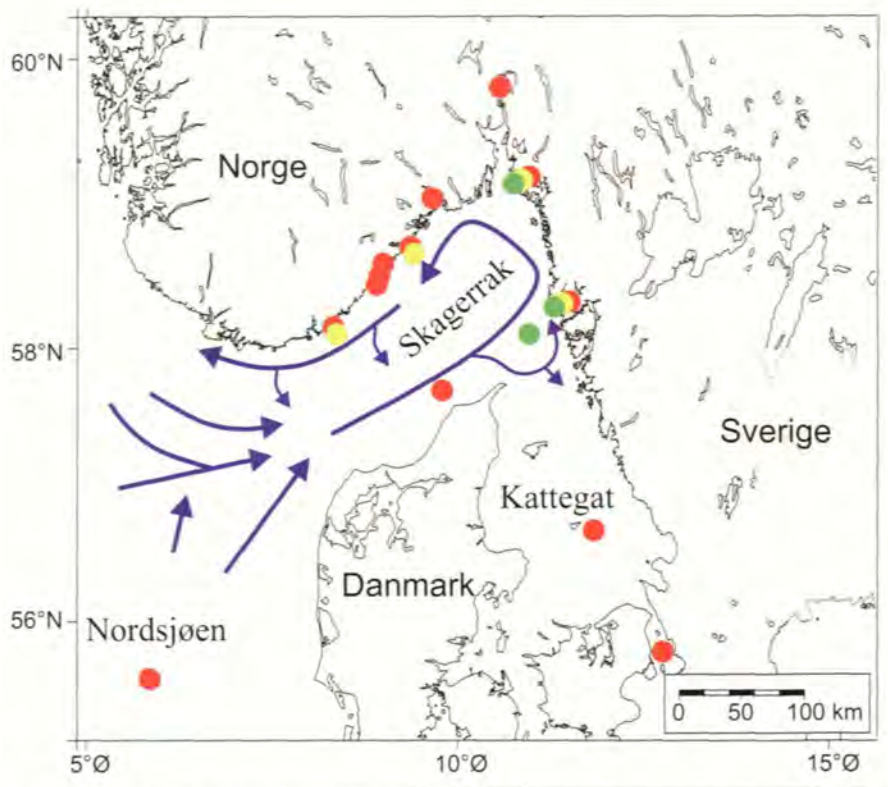 60°N
Norge
Skagerrak
58°N
Sverige
Kattegat
Danmark
56°N
Nordsjøen
0 50 100 km
5°Ø 10°Ø 15°Ø